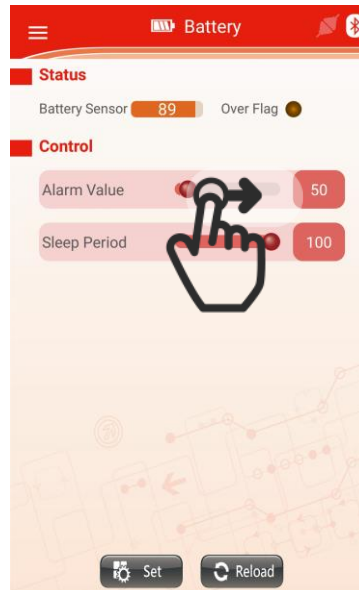 Battery
Status
Battery Sensor 89 Over Flag
Control
Alarm Value 50
Sleep Period 100
Set Reload